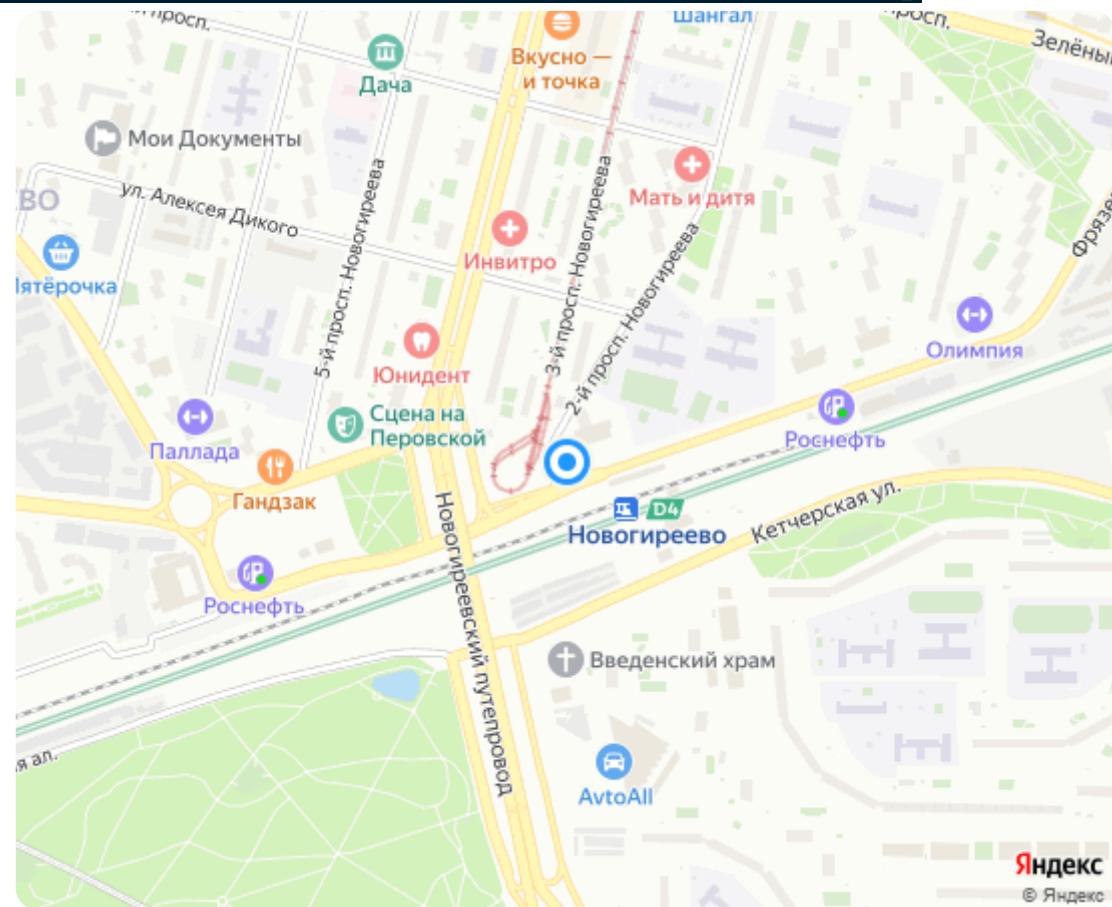 просп.
Шангал
просп.
Зелёны
Вкусно —
и точка
Дача
Мои Документы
ул. Алексея Дикого
5-й просп. Новогиреева
3-й просп. Новогиреева
2-й просп. Новогиреева
Мать и дитя
ВО
Инвитро
Фрязе
Пятёрочка
Юнидент
Олимпия
Сцена на
Перовской
Роснефть
Паллада
Гандзак
D4
Новогиреево
Кетчерская ул.
Роснефть
Новогиреевский путепровод
Введенский храм
я ал.
AvtoAll
Яндекс
© Яндекс